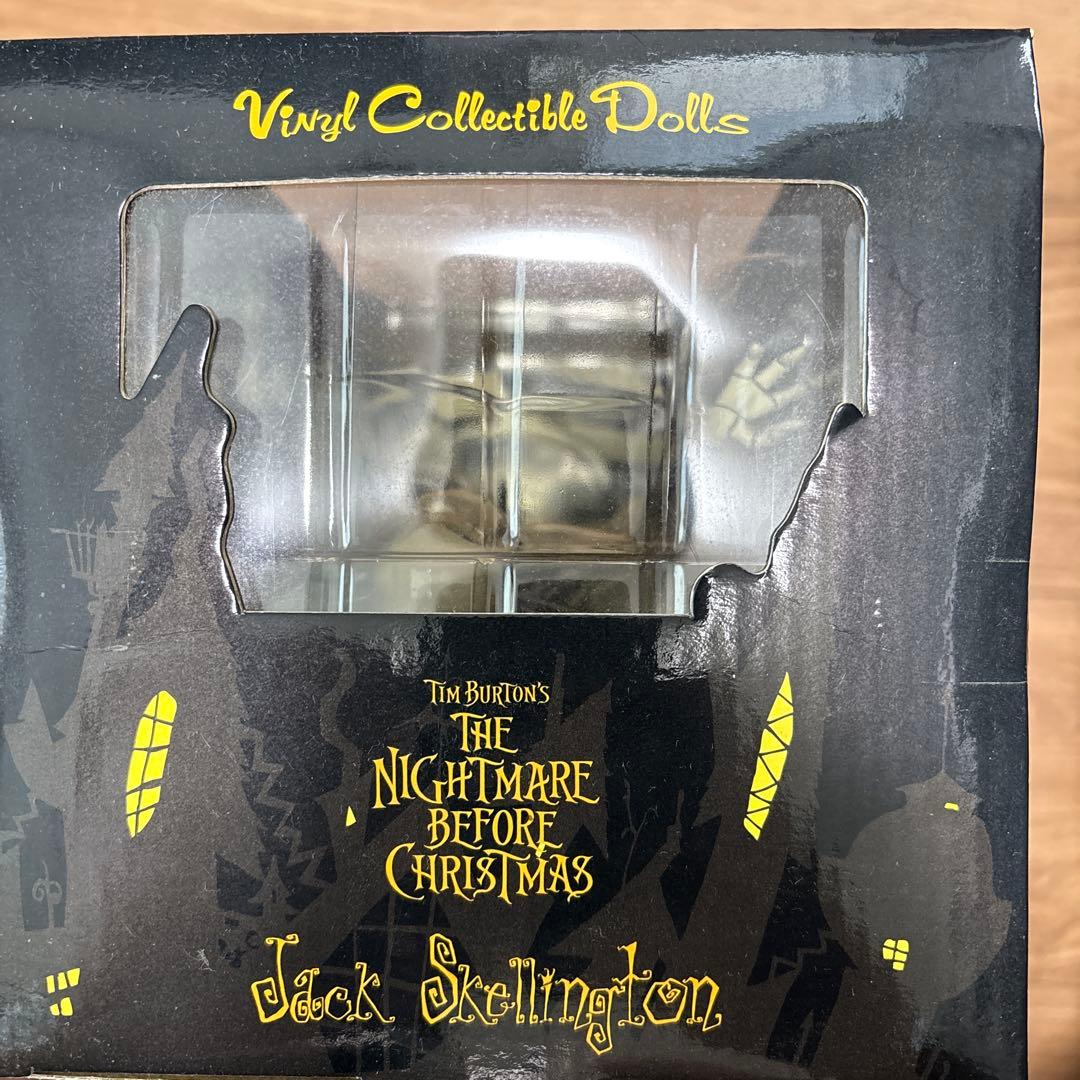 Vinyl Collectible Dolls
TIM BURTON'S
THE
NIGHTMARE
BEFORE
CHRISTMAS
Jack Skellington